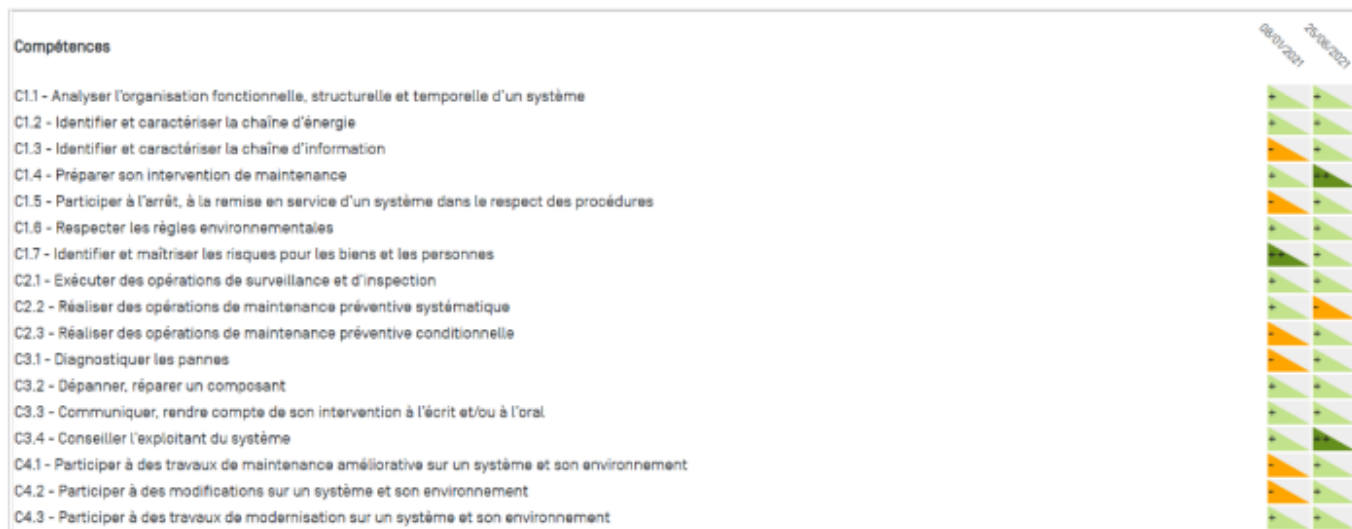 Compétences 08/01/2021 25/06/2021
C1.1 - Analyser l'organisation fonctionnelle, structurelle et temporelle d'un système + +
C1.2 - Identifier et caractériser la chaîne d'énergie + +
C1.3 - Identifier et caractériser la chaîne d'information - +
C1.4 - Préparer son intervention de maintenance + ++
C1.5 - Participer à l'arrêt, à la remise en service d'un système dans le respect des procédures - +
C1.6 - Respecter les règles environnementales + +
C1.7 - Identifier et maîtriser les risques pour les biens et les personnes ++ +
C2.1 - Exécuter des opérations de surveillance et d'inspection + +
C2.2 - Réaliser des opérations de maintenance préventive systématique + -
C2.3 - Réaliser des opérations de maintenance préventive conditionnelle - +
C3.1 - Diagnostiquer les pannes - +
C3.2 - Dépanner, réparer un composant + +
C3.3 - Communiquer, rendre compte de son intervention à l'écrit et/ou à l'oral + +
C3.4 - Conseiller l'exploitant du système + ++
C4.1 - Participer à des travaux de maintenance améliorative sur un système et son environnement - +
C4.2 - Participer à des modifications sur un système et son environnement - +
C4.3 - Participer à des travaux de modernisation sur un système et son environnement + +